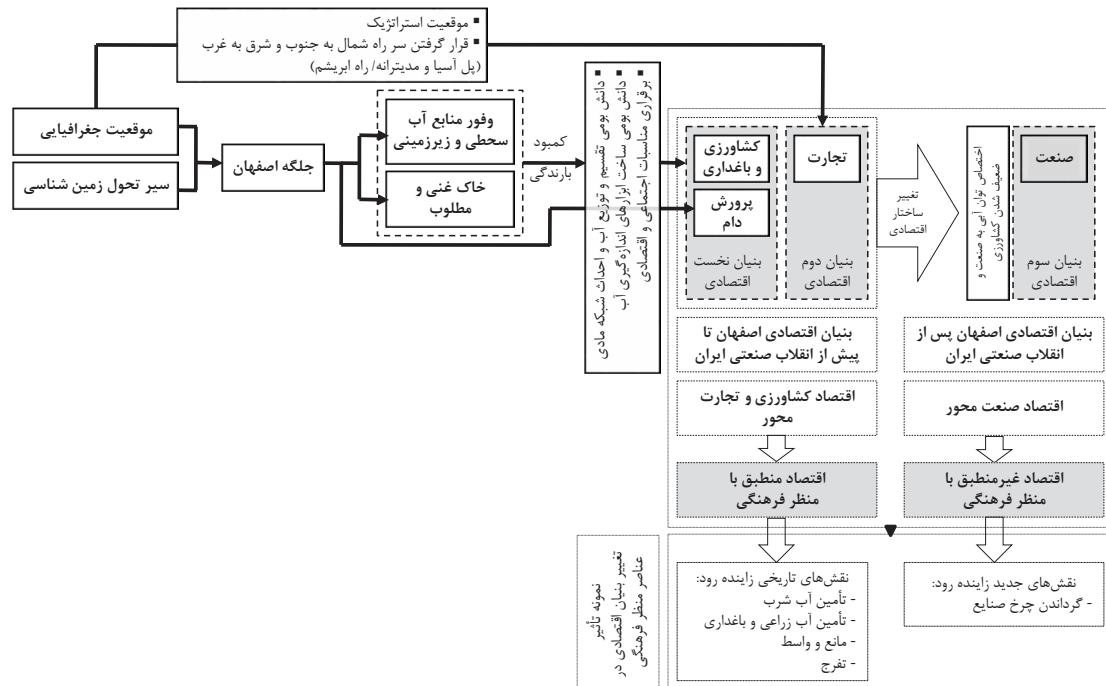 ▪ موقعیت استراتژیک
▪ قرار گرفتن سر راه شمال به جنوب و شرق به غرب
(پل آسیا و مدیترانه/ راه ابریشم)
موقعیت جغرافیایی
سیر تحول زمین شناسی
جلگه اصفهان
وفور منابع آب
سحطی و زیرزمینی
خاک غنی و
مطلوب
کمبود
بارندگی
▪ برقراری مناسبات اجتماعی و اقتصادی
▪ دانش بومی ساخت ابزارهای اندازه‌گیری آب
▪ دانش بومی تقسیم و توزیع آب و احداث شبکه مادی
کشاورزی
و باغداری
پرورش
دام
بنیان نخست
اقتصادی
تجارت
بنیان دوم
اقتصادی
تغییر
ساختار
اقتصادی
اختصاص توان آبی به صنعت و
ضعیف شدن کشاورزی
صنعت
بنیان سوم
اقتصادی
بنیان اقتصادی اصفهان تا
پیش از انقلاب صنعتی ایران
بنیان اقتصادی اصفهان پس از
انقلاب صنعتی ایران
اقتصاد کشاورزی و تجارت
محور
اقتصاد صنعت محور
اقتصاد منطبق با
منظر فرهنگی
اقتصاد غیرمنطبق با
منظر فرهنگی
نمونه تأثیر
تغییر بنیان اقتصادی در
عناصر منظر فرهنگی
نقش‌های تاریخی زاینده رود:
- تأمین آب شرب
- تأمین آب زراعی و باغداری
- مانع و واسط
- تفرج
نقش‌های جدید زاینده رود:
- گرداندن چرخ صنایع